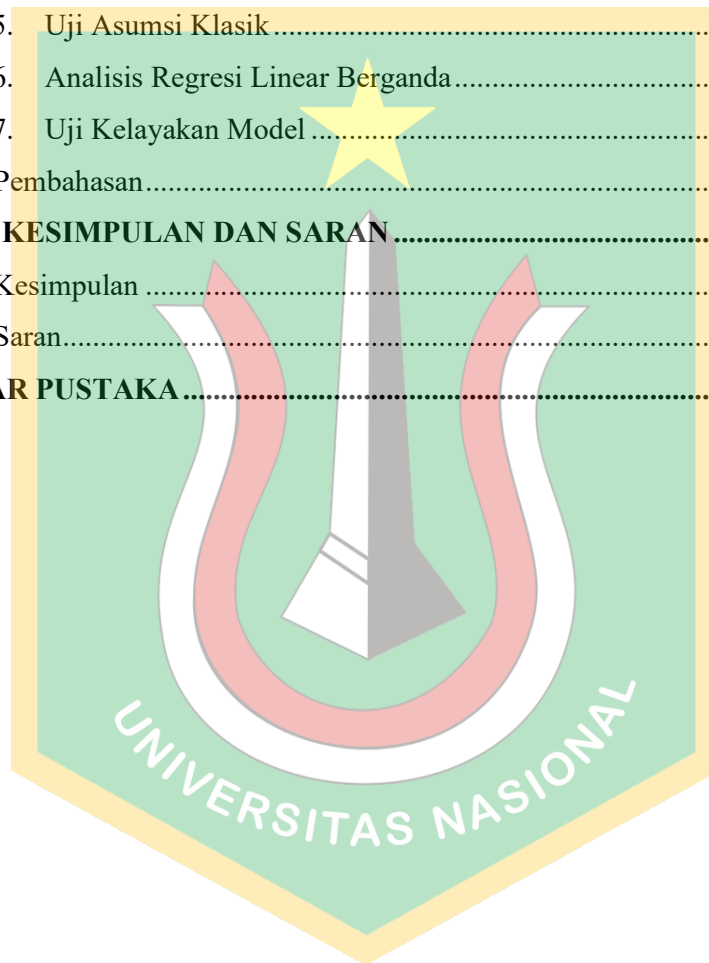 5. Uji Asumsi Klasik
6. Analisis Regresi Linear Berganda
7. Uji Kelayakan Model
Pembahasan
KESIMPULAN DAN SARAN
Kesimpulan
Saran
AR PUSTAKA
UNIVERSITAS NASIONAL